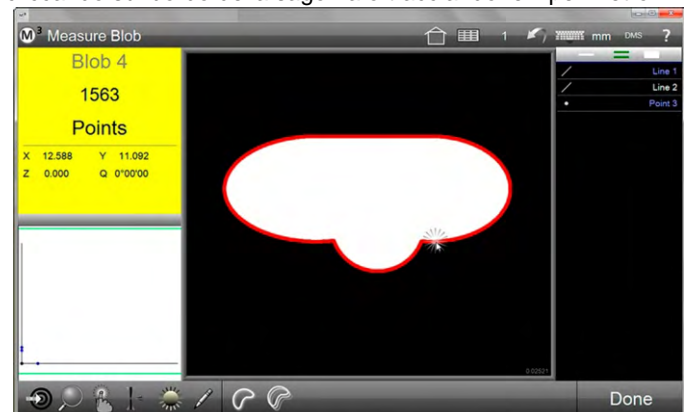 M³ Measure Blob
1 mm DMS ?
Blob 4
1563
Points
X 12.588 Y 11.092
Z 0.000 Q 0°00'00
Line 1
Line 2
Point 3
0.02521
Done